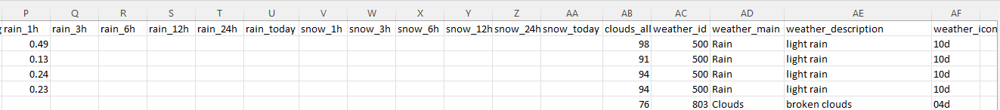 P Q R S T U V W X Y Z AA AB AC AD AE AF
rain_1h rain_3h rain_6h rain_12h rain_24h rain_today snow_1h snow_3h snow_6h snow_12h snow_24h snow_today clouds_all weather_id weather_main weather_description weather_icon
0.49 98 500 Rain light rain 10d
0.13 91 500 Rain light rain 10d
0.24 94 500 Rain light rain 10d
0.23 94 500 Rain light rain 10d
76 803 Clouds broken clouds 04d